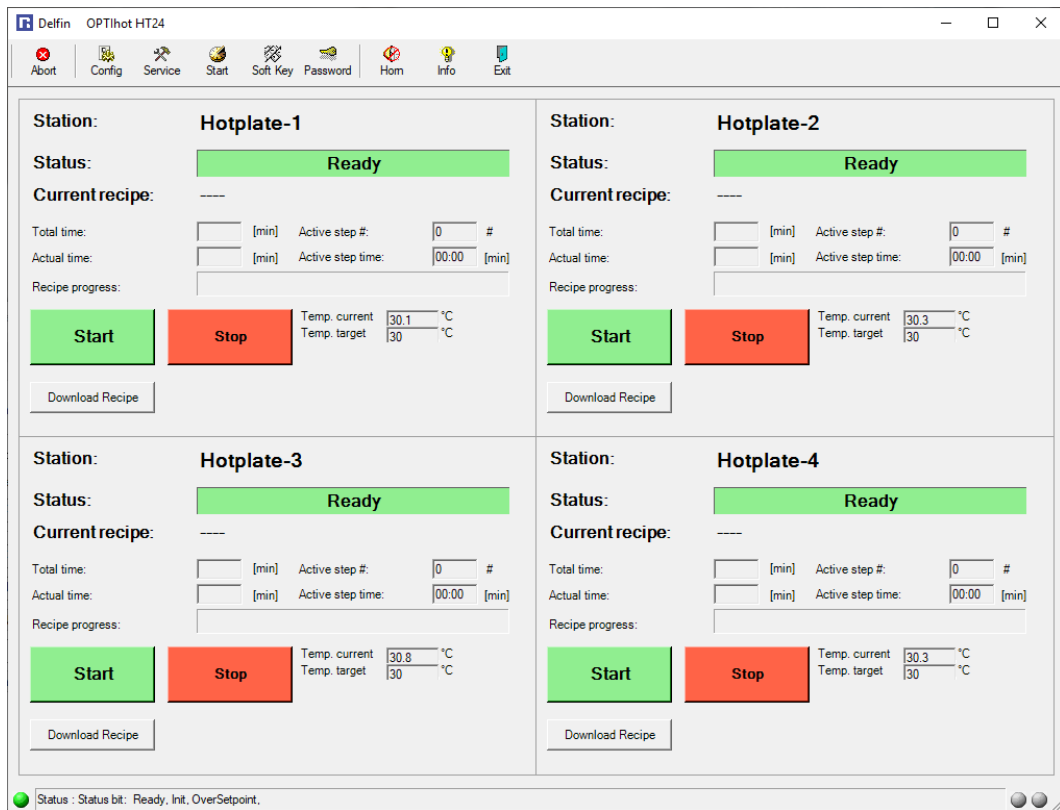 Delfin OPTIhot HT24
Abort Config Service Start Soft Key Password Horn Info Exit
Station: Hotplate-1
Status: Ready
Current recipe: ----
Total time: [min] Active step #: 0 #
Actual time: [min] Active step time: 00:00 [min]
Recipe progress:
Start Stop
Temp. current 30.1 °C
Temp. target 30 °C
Download Recipe
Station: Hotplate-2
Status: Ready
Current recipe: ----
Total time: [min] Active step #: 0 #
Actual time: [min] Active step time: 00:00 [min]
Recipe progress:
Start Stop
Temp. current 30.3 °C
Temp. target 30 °C
Download Recipe
Station: Hotplate-3
Status: Ready
Current recipe: ----
Total time: [min] Active step #: 0 #
Actual time: [min] Active step time: 00:00 [min]
Recipe progress:
Start Stop
Temp. current 30.8 °C
Temp. target 30 °C
Download Recipe
Station: Hotplate-4
Status: Ready
Current recipe: ----
Total time: [min] Active step #: 0 #
Actual time: [min] Active step time: 00:00 [min]
Recipe progress:
Start Stop
Temp. current 30.3 °C
Temp. target 30 °C
Download Recipe
Status : Status bit: Ready, Init, OverSetpoint,